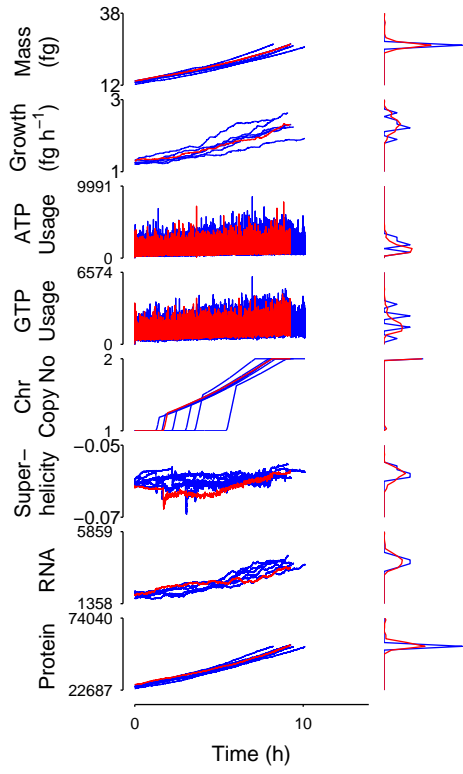 38
Mass
(fg)
12
3
Growth
(fg h⁻¹)
1
9991
ATP
Usage
0
6574
GTP
Usage
0
2
Chr
Copy No
1
−0.05
Super−
helicity
−0.07
5859
RNA
1358
74040
Protein
22687
0 10
Time (h)